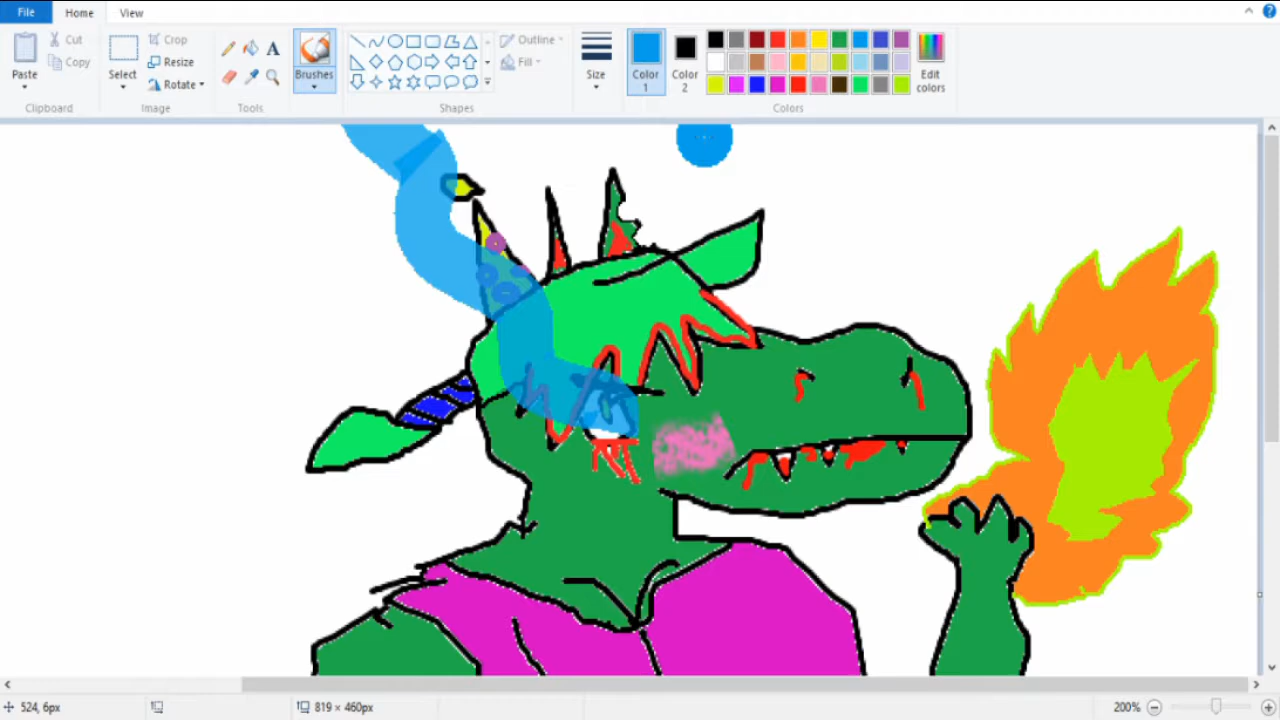 File Home View
Cut
Copy
Paste
Clipboard
Crop
Resize
Rotate
Select
Image
A
Tools
Brushes
Outline
Fill
Shapes
Size
Color
1
Color
2
Edit
colors
Colors
524, 6px
819 × 460px
200%